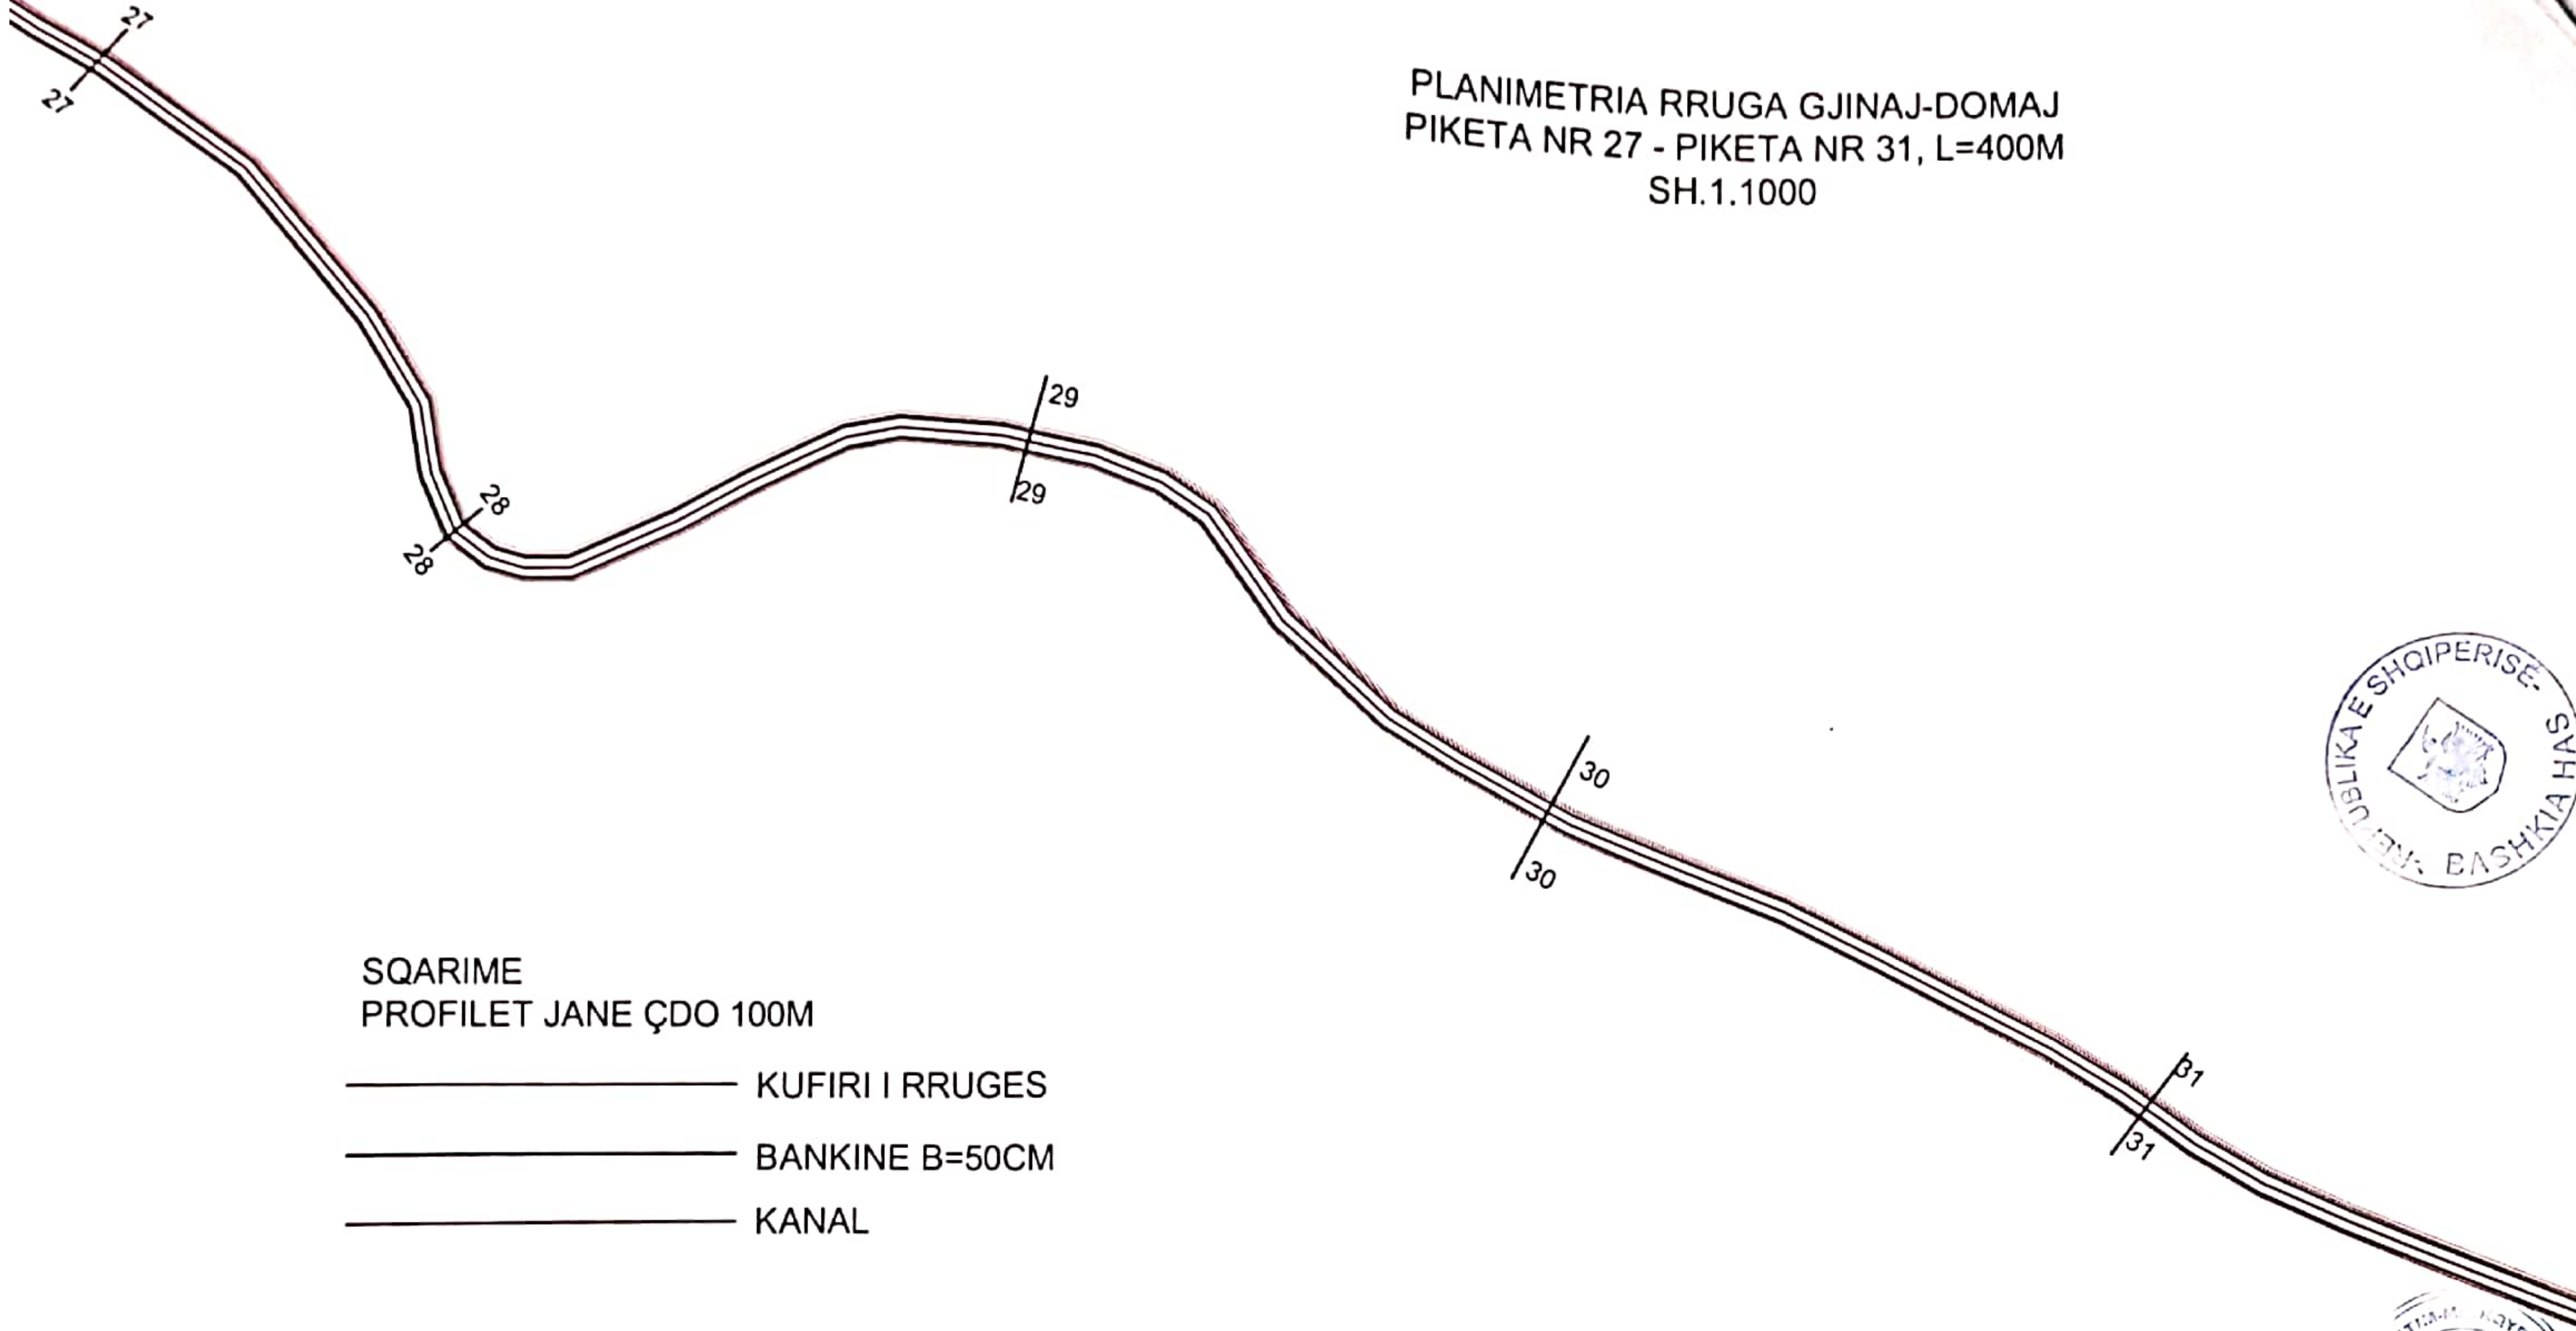 27
27
PLANIMETRIA RRUGA GJINAJ-DOMAJ
PIKETA NR 27 - PIKETA NR 31, L=400M
SH.1.1000
29
29
28
28
REPUBLIKA E SHQIPERISË-
BASHKIA HAS
30
30
SQARIME
PROFILET JANE ÇDO 100M
KUFIRI I RRUGES
BANKINE B=50CM
KANAL
31
31